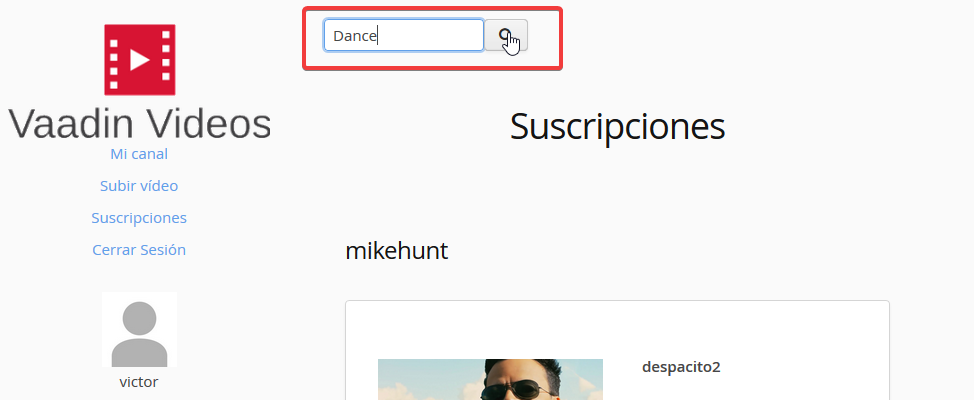 Dance
Vaadin Videos
Mi canal
Subir vídeo
Suscripciones
Cerrar Sesión
victor
Suscripciones
mikehunt
despacito2